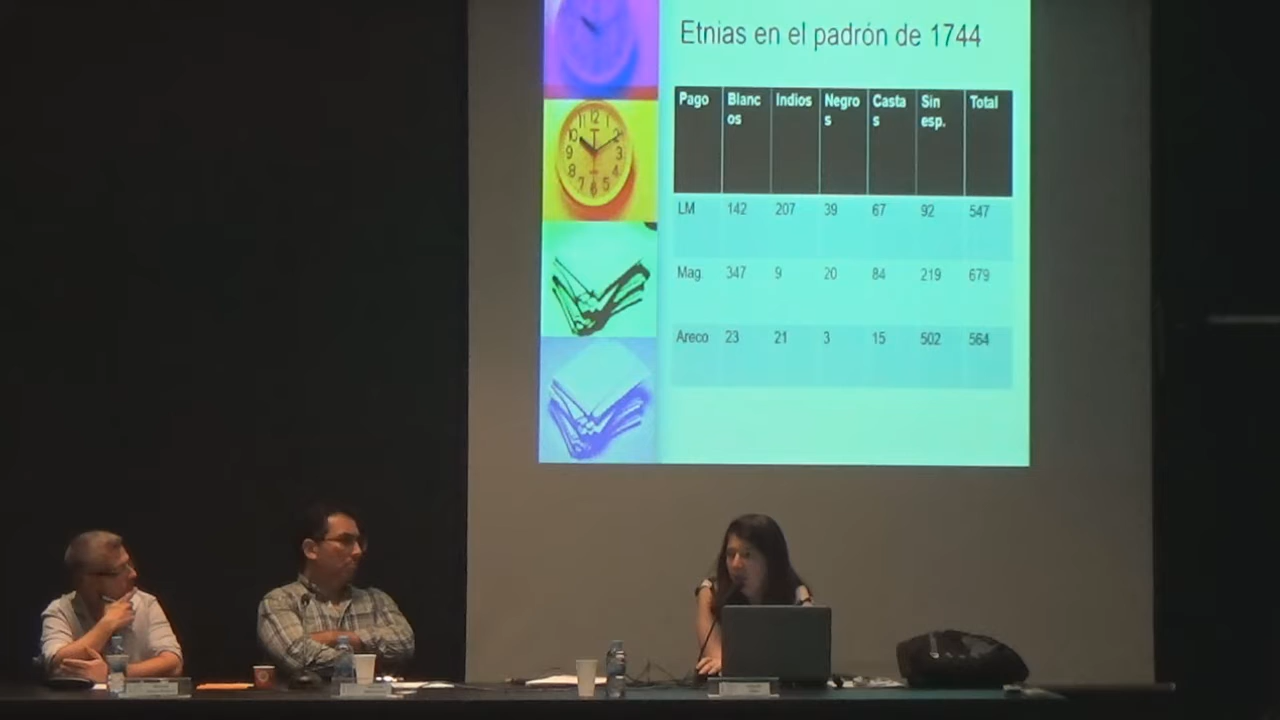 Etnias en el padrón de 1744
Pago Blanc Indios Negro Casta Sin Total
os s s esp.
LM 142 207 39 67 92 547
Mag. 347 9 20 84 219 679
Areco 23 21 3 15 502 564